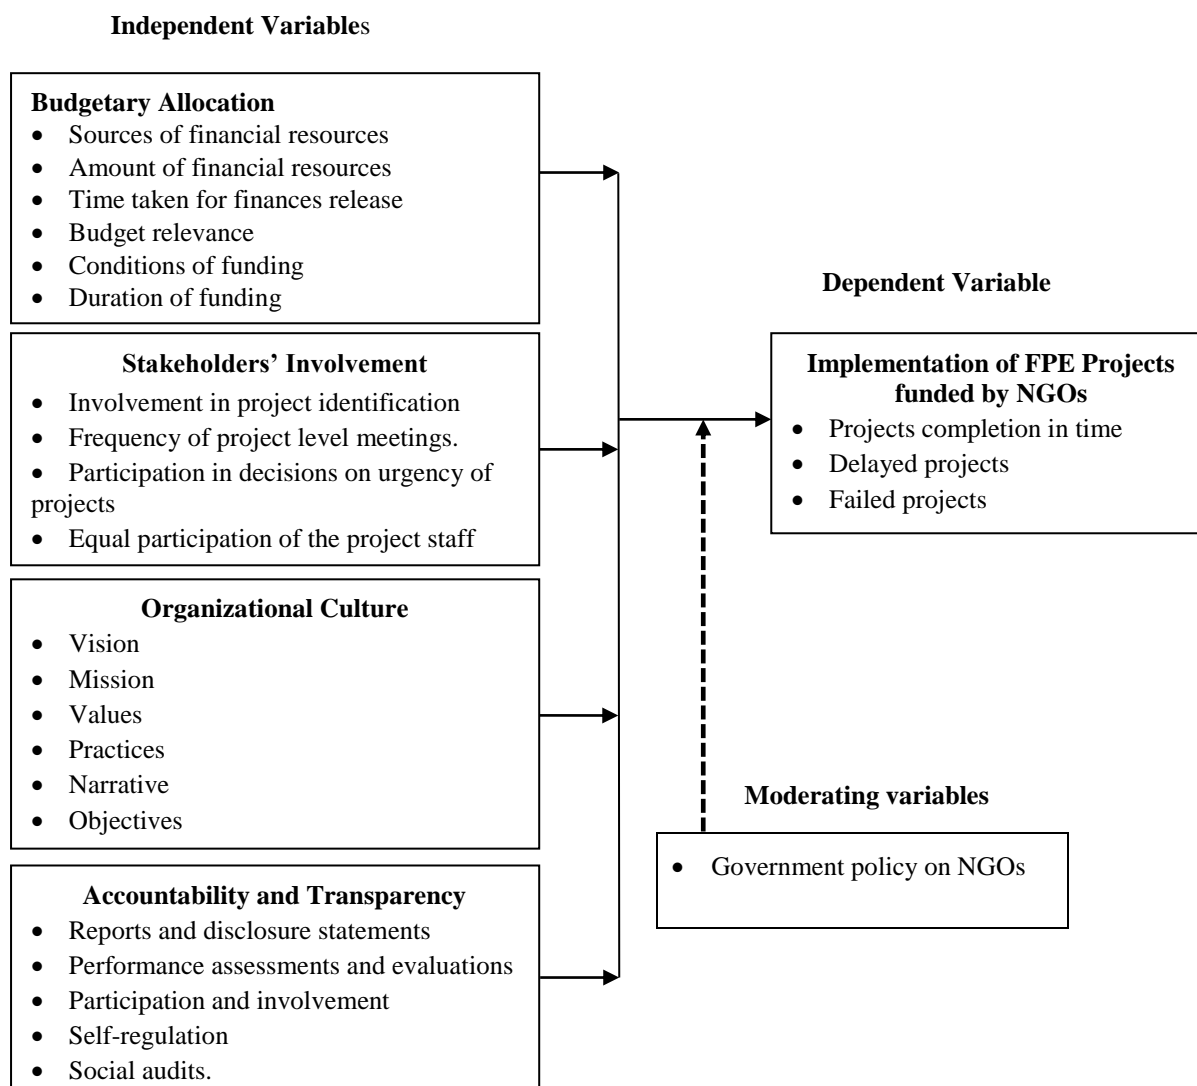 Independent Variables
Budgetary Allocation
• Sources of financial resources
• Amount of financial resources
• Time taken for finances release
• Budget relevance
• Conditions of funding
• Duration of funding
Stakeholders’ Involvement
• Involvement in project identification
• Frequency of project level meetings.
• Participation in decisions on urgency of
projects
• Equal participation of the project staff
Organizational Culture
• Vision
• Mission
• Values
• Practices
• Narrative
• Objectives
Accountability and Transparency
• Reports and disclosure statements
• Performance assessments and evaluations
• Participation and involvement
• Self-regulation
• Social audits.
Dependent Variable
Implementation of FPE Projects
funded by NGOs
• Projects completion in time
• Delayed projects
• Failed projects
Moderating variables
• Government policy on NGOs